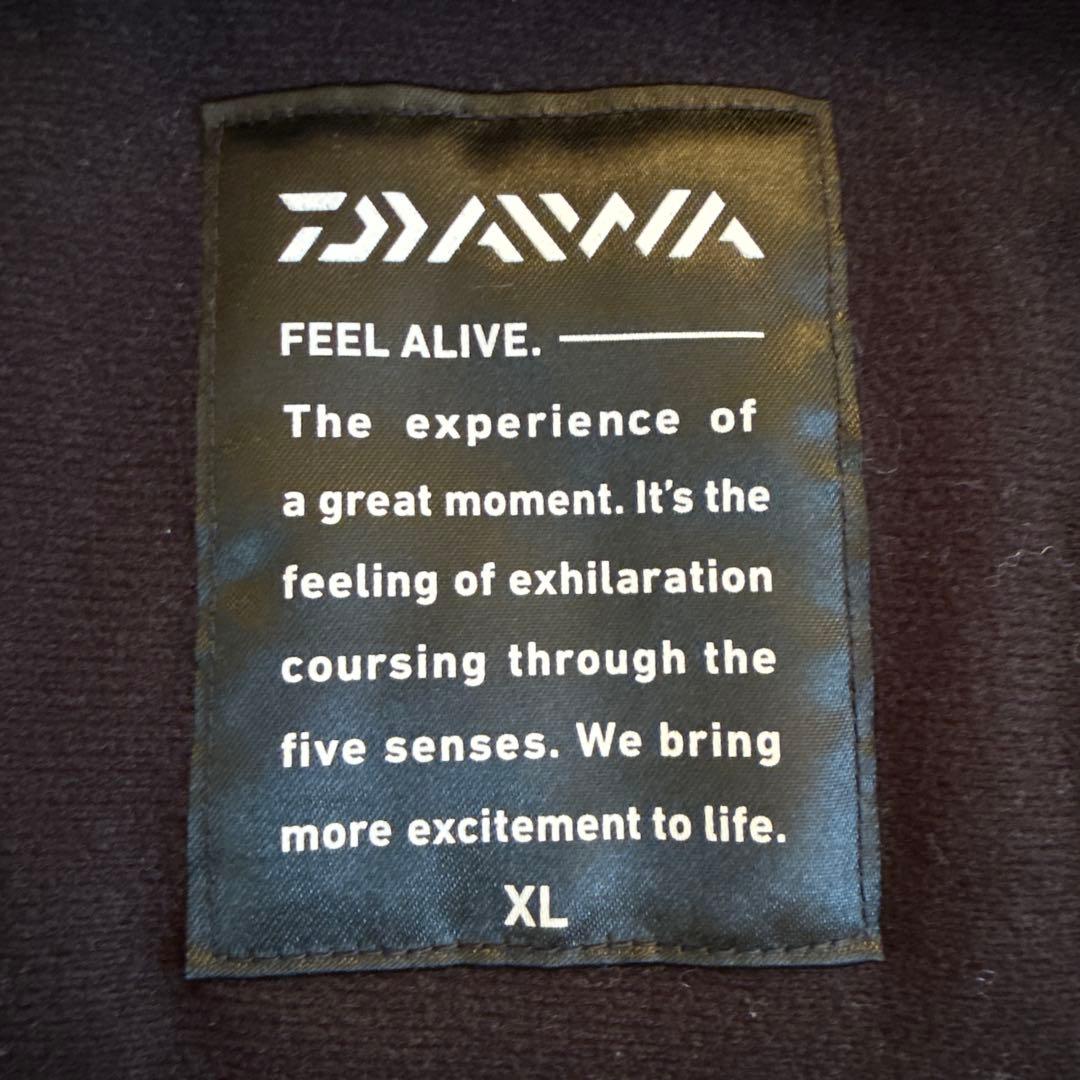 DAIWA
FEEL ALIVE.
The experience of
a great moment. It's the
feeling of exhilaration
coursing through the
five senses. We bring
more excitement to life.
XL